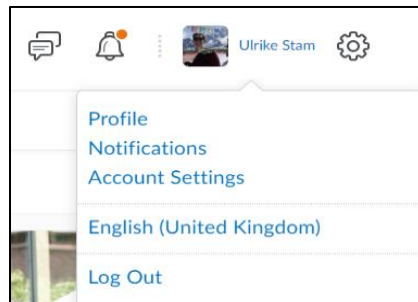 Ulrike Stam
Profile
Notifications
Account Settings
English (United Kingdom)
Log Out